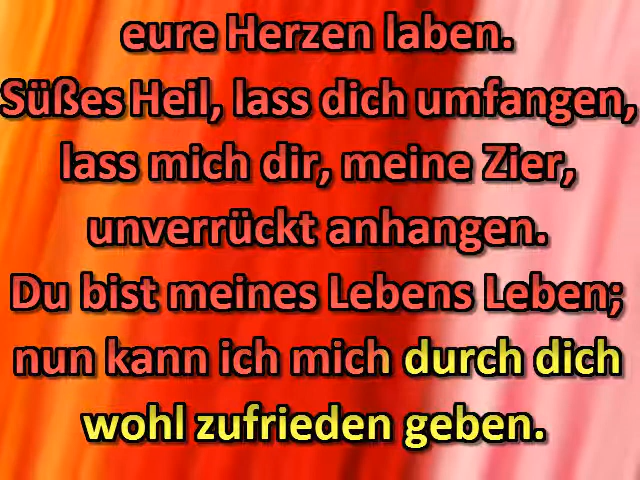 eure Herzen laben.
Süßes Heil, lass dich umfangen,
lass mich dir, meine Zier,
unverrückt anhangen.
Du bist meines Lebens Leben;
nun kann ich mich durch dich
wohl zufrieden geben.